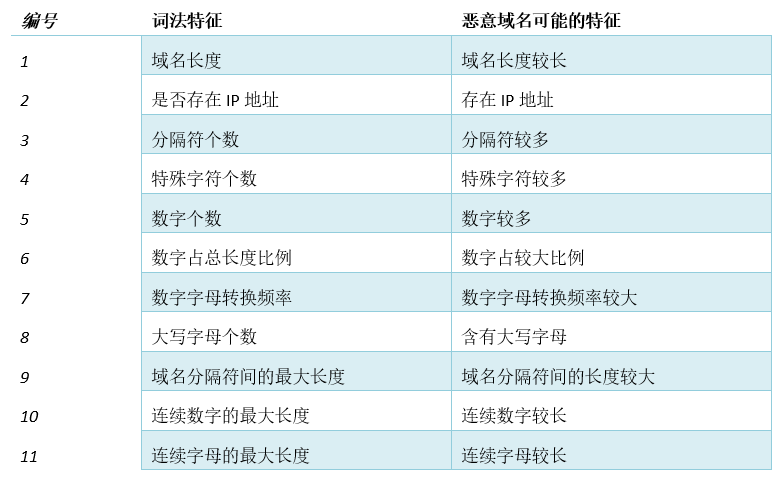 编号 词法特征 恶意域名可能的特征
1 域名长度 域名长度较长
2 是否存在 IP 地址 存在 IP 地址
3 分隔符个数 分隔符较多
4 特殊字符个数 特殊字符较多
5 数字个数 数字较多
6 数字占总长度比例 数字占较大比例
7 数字字母转换频率 数字字母转换频率较大
8 大写字母个数 含有大写字母
9 域名分隔符间的最大长度 域名分隔符间的长度较大
10 连续数字的最大长度 连续数字较长
11 连续字母的最大长度 连续字母较长